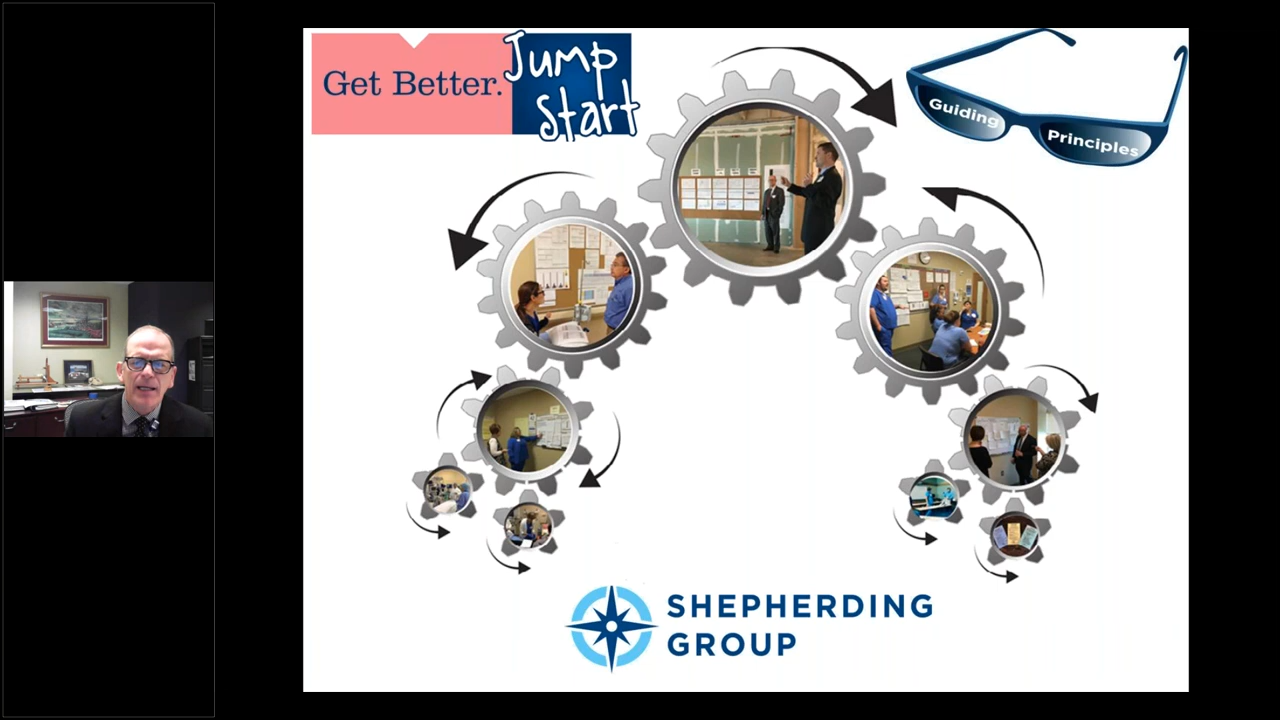 Get Better.
Jump
Start
Guiding
Principles
SHEPHERDING
GROUP